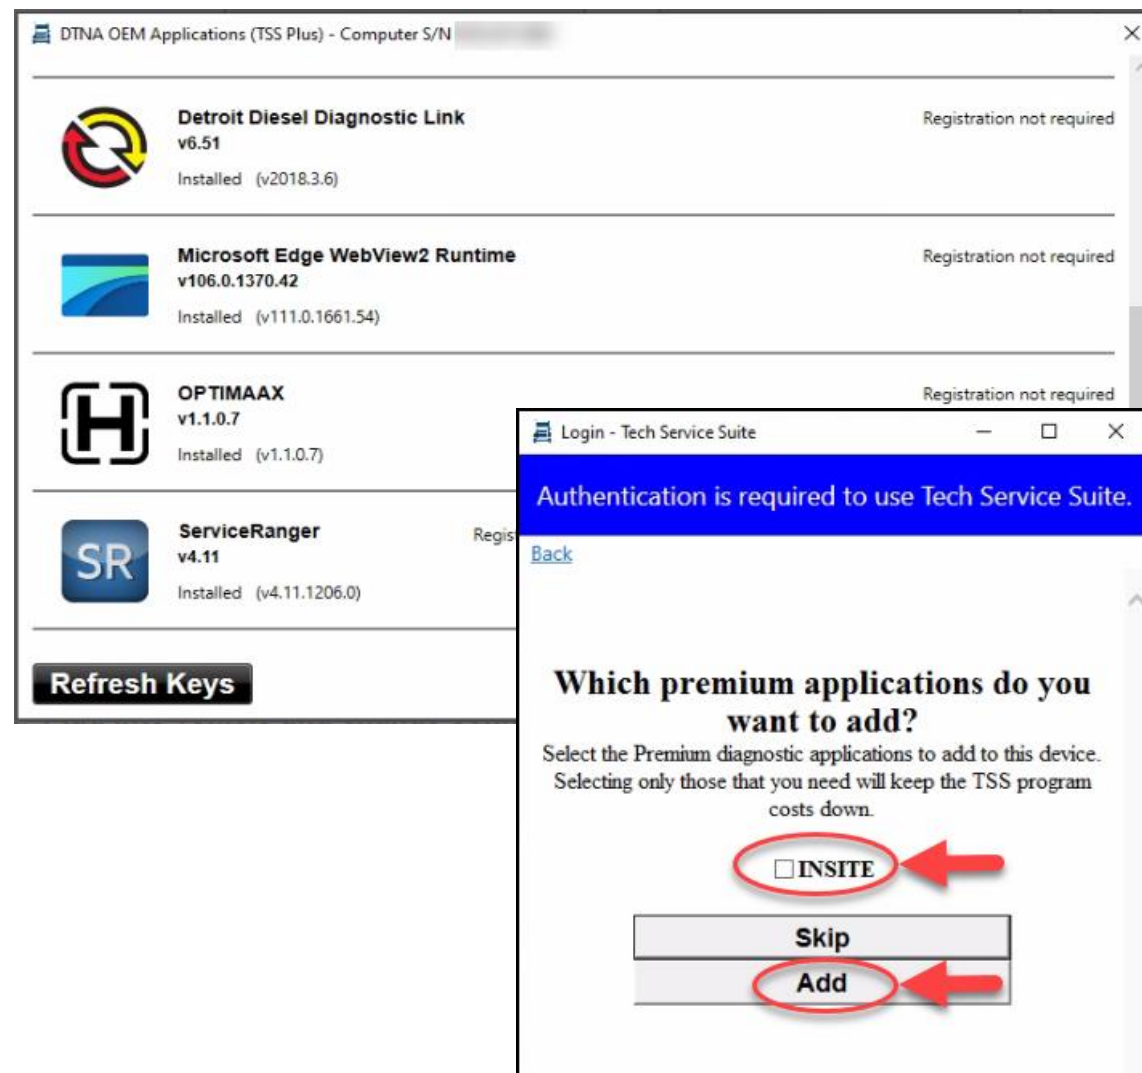 DTNA OEM Applications (TSS Plus) - Computer S/N
Detroit Diesel Diagnostic Link
Registration not required
v6.51
Installed (v2018.3.6)
Microsoft Edge WebView2 Runtime
Registration not required
v106.0.1370.42
Installed (v111.0.1661.54)
H
OPTIMAAX
Registration not required
v1.1.0.7
Installed (v1.1.0.7)
SR
ServiceRanger
Regis
v4.11
Installed (v4.11.1206.0)
Refresh Keys
Login - Tech Service Suite
Authentication is required to use Tech Service Suite.
Back
Which premium applications do you
want to add?
Select the Premium diagnostic applications to add to this device.
Selecting only those that you need will keep the TSS program
costs down.
INSITE
Skip
Add